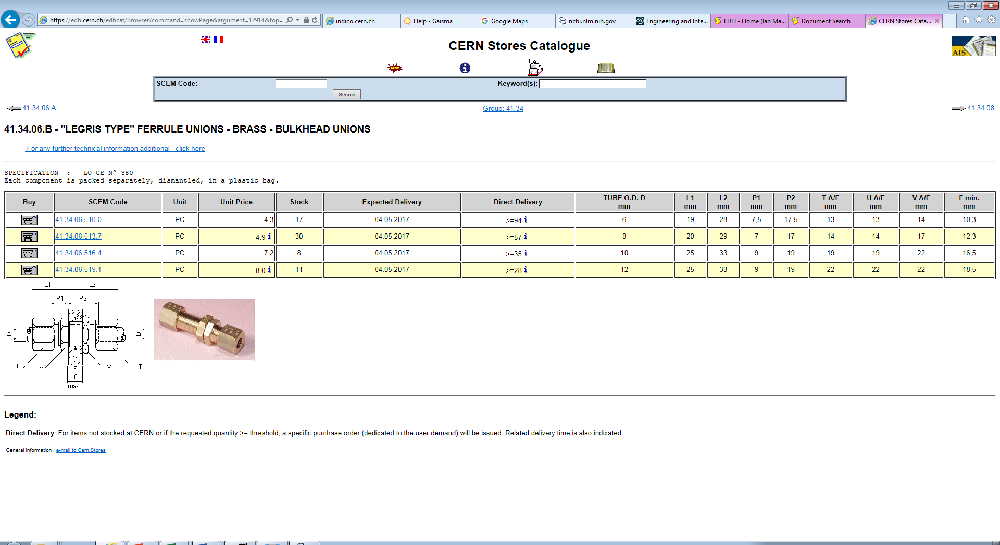 https://edh.cern.ch/edhcat/Browser?command=showPage&argument=12914&top=
indico.cern.ch
Help - Gaisma
Google Maps
ncbi.nlm.nih.gov
Engineering and Inte...
EDH - Home (Ian Ma...
Document Search
CERN Stores Cata...
CERN Stores Catalogue
AIS
NEW!
SCEM Code:
Keyword(s):
Search
41.34.06.A
Group: 41.34
41.34.08
41.34.06.B - "LEGRIS TYPE" FERRULE UNIONS - BRASS - BULKHEAD UNIONS
For any further technical information additional - click here
SPECIFICATION : LO-GE N° 380
Each component is packed separately, dismantled, in a plastic bag.
Buy SCEM Code Unit Unit Price Stock Expected Delivery Direct Delivery TUBE O.D. D mm L1 mm L2 mm P1 mm P2 mm T A/F mm U A/F mm V A/F mm F min. mm
41.34.06.510.0 PC 4.3 17 04.05.2017 >=94 6 19 28 7,5 17,5 13 13 14 10,3
41.34.06.513.7 PC 4.9 30 04.05.2017 >=57 8 20 29 7 17 14 14 17 12,3
41.34.06.516.4 PC 7.2 8 04.05.2017 >=35 10 25 33 9 19 19 19 22 16,5
41.34.06.519.1 PC 8.0 11 04.05.2017 >=28 12 25 33 9 19 22 22 22 18,5
L1 L2
P1 P2
D D
T U F V T
10
max.
Legend:
Direct Delivery: For items not stocked at CERN or if the requested quantity >= threshold, a specific purchase order (dedicated to the user demand) will be issued. Related delivery time is also indicated.
General information : e-mail to Cern.Stores